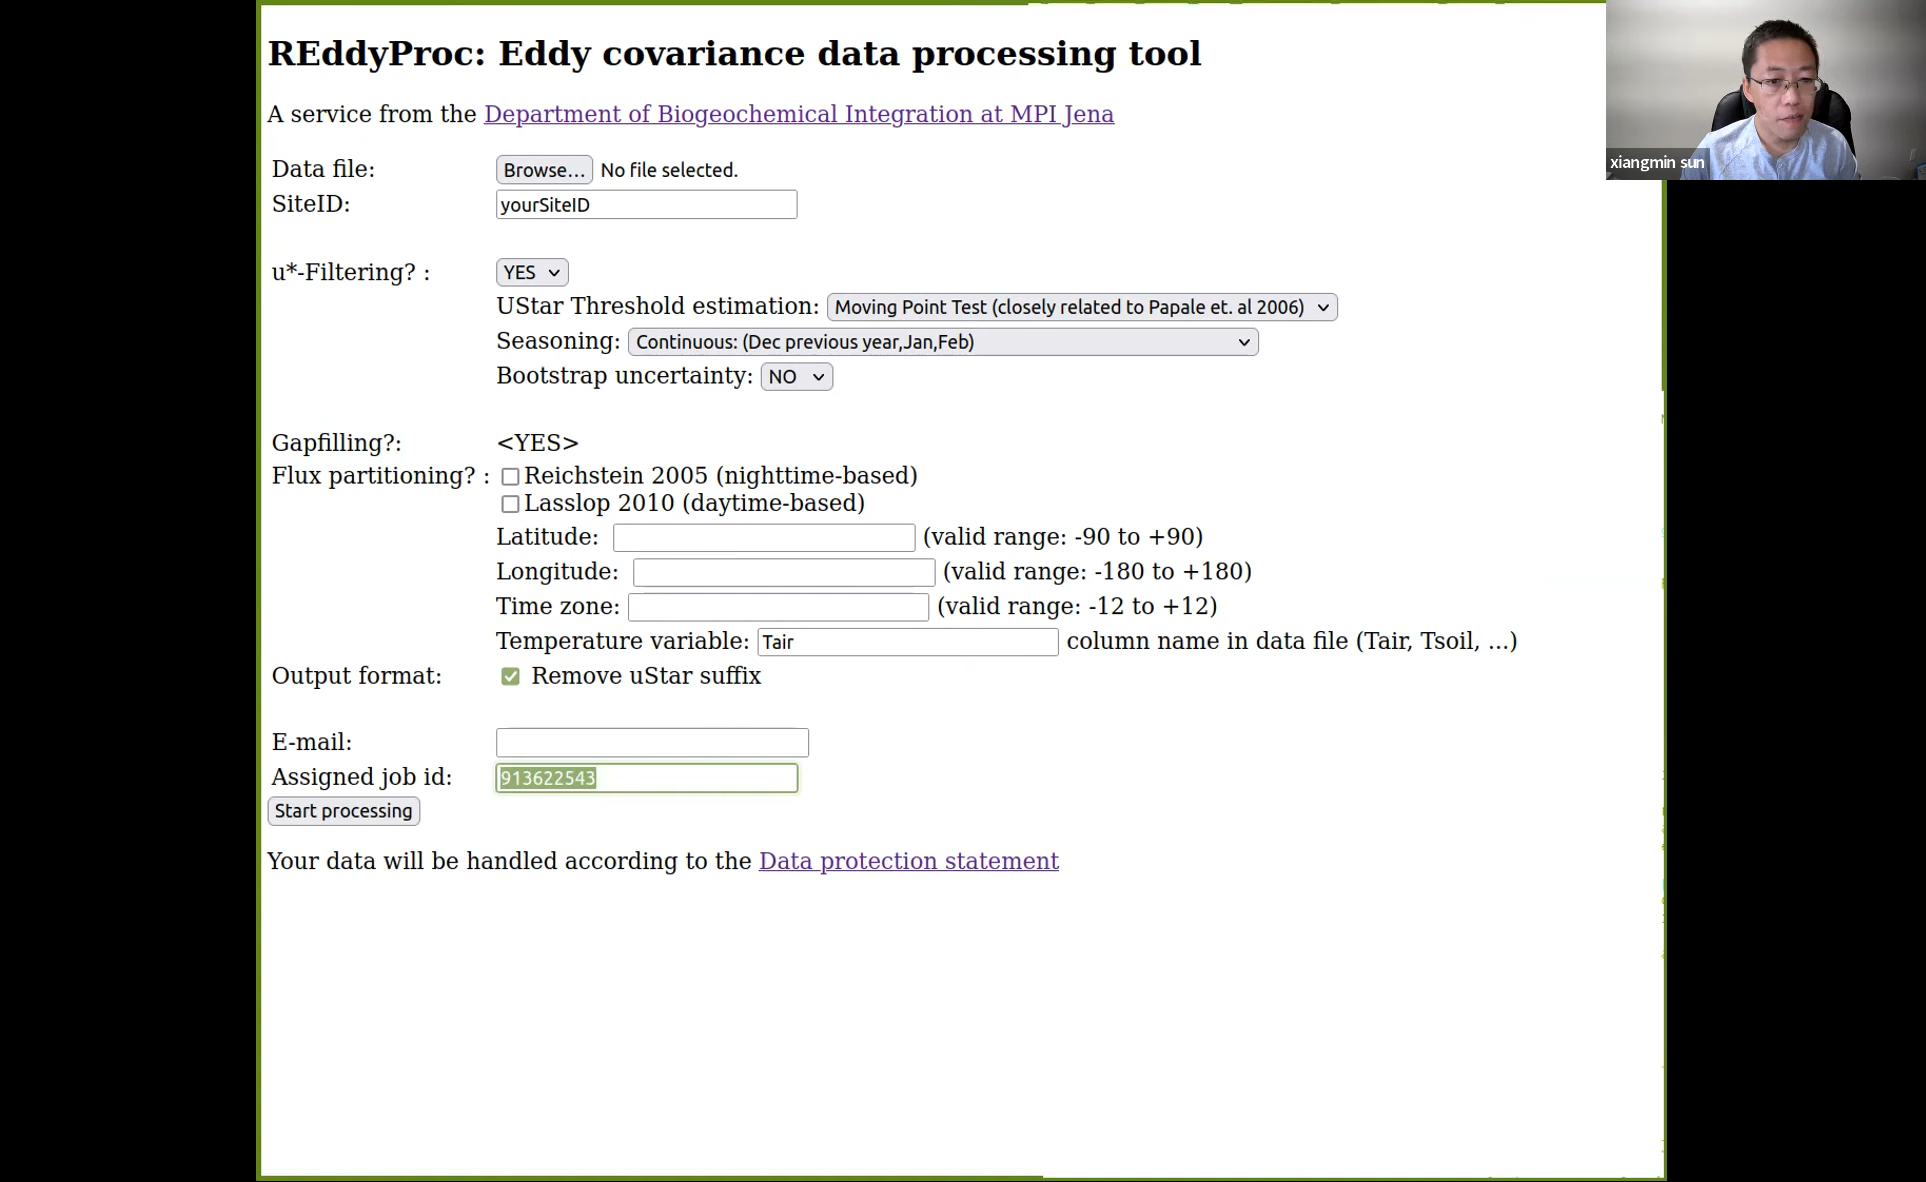 REddyProc: Eddy covariance data processing tool
A service from the Department of Biogeochemical Integration at MPI Jena
xiangmin sun
Data file: Browse... No file selected.
SiteID: yourSiteID
u*-Filtering? : YES
UStar Threshold estimation: Moving Point Test (closely related to Papale et. al 2006)
Seasoning: Continuous: (Dec previous year,Jan,Feb)
Bootstrap uncertainty: NO
Gapfilling?: <YES>
Flux partitioning? : Reichstein 2005 (nighttime-based)
Lasslop 2010 (daytime-based)
Latitude: (valid range: -90 to +90)
Longitude: (valid range: -180 to +180)
Time zone: (valid range: -12 to +12)
Temperature variable: Tair column name in data file (Tair, Tsoil, ...)
Output format: Remove uStar suffix
E-mail:
Assigned job id: 913622543
Start processing
Your data will be handled according to the Data protection statement